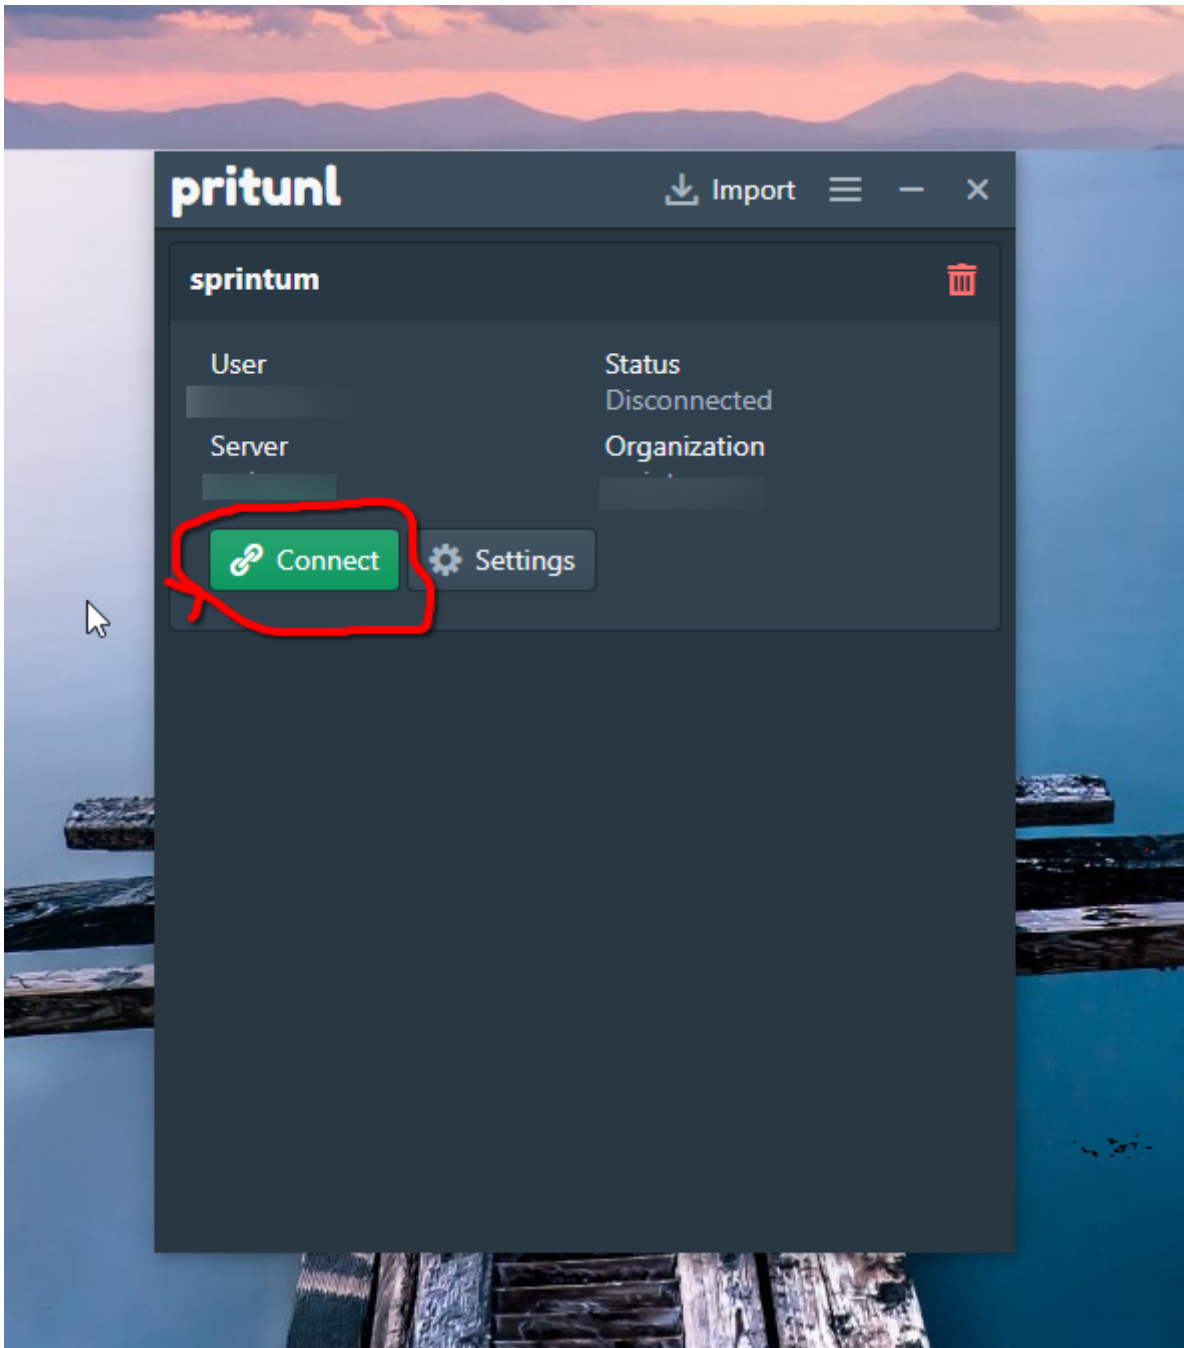 pritunl Import
sprintum
User Status
Disconnected
Server Organization
Connect Settings